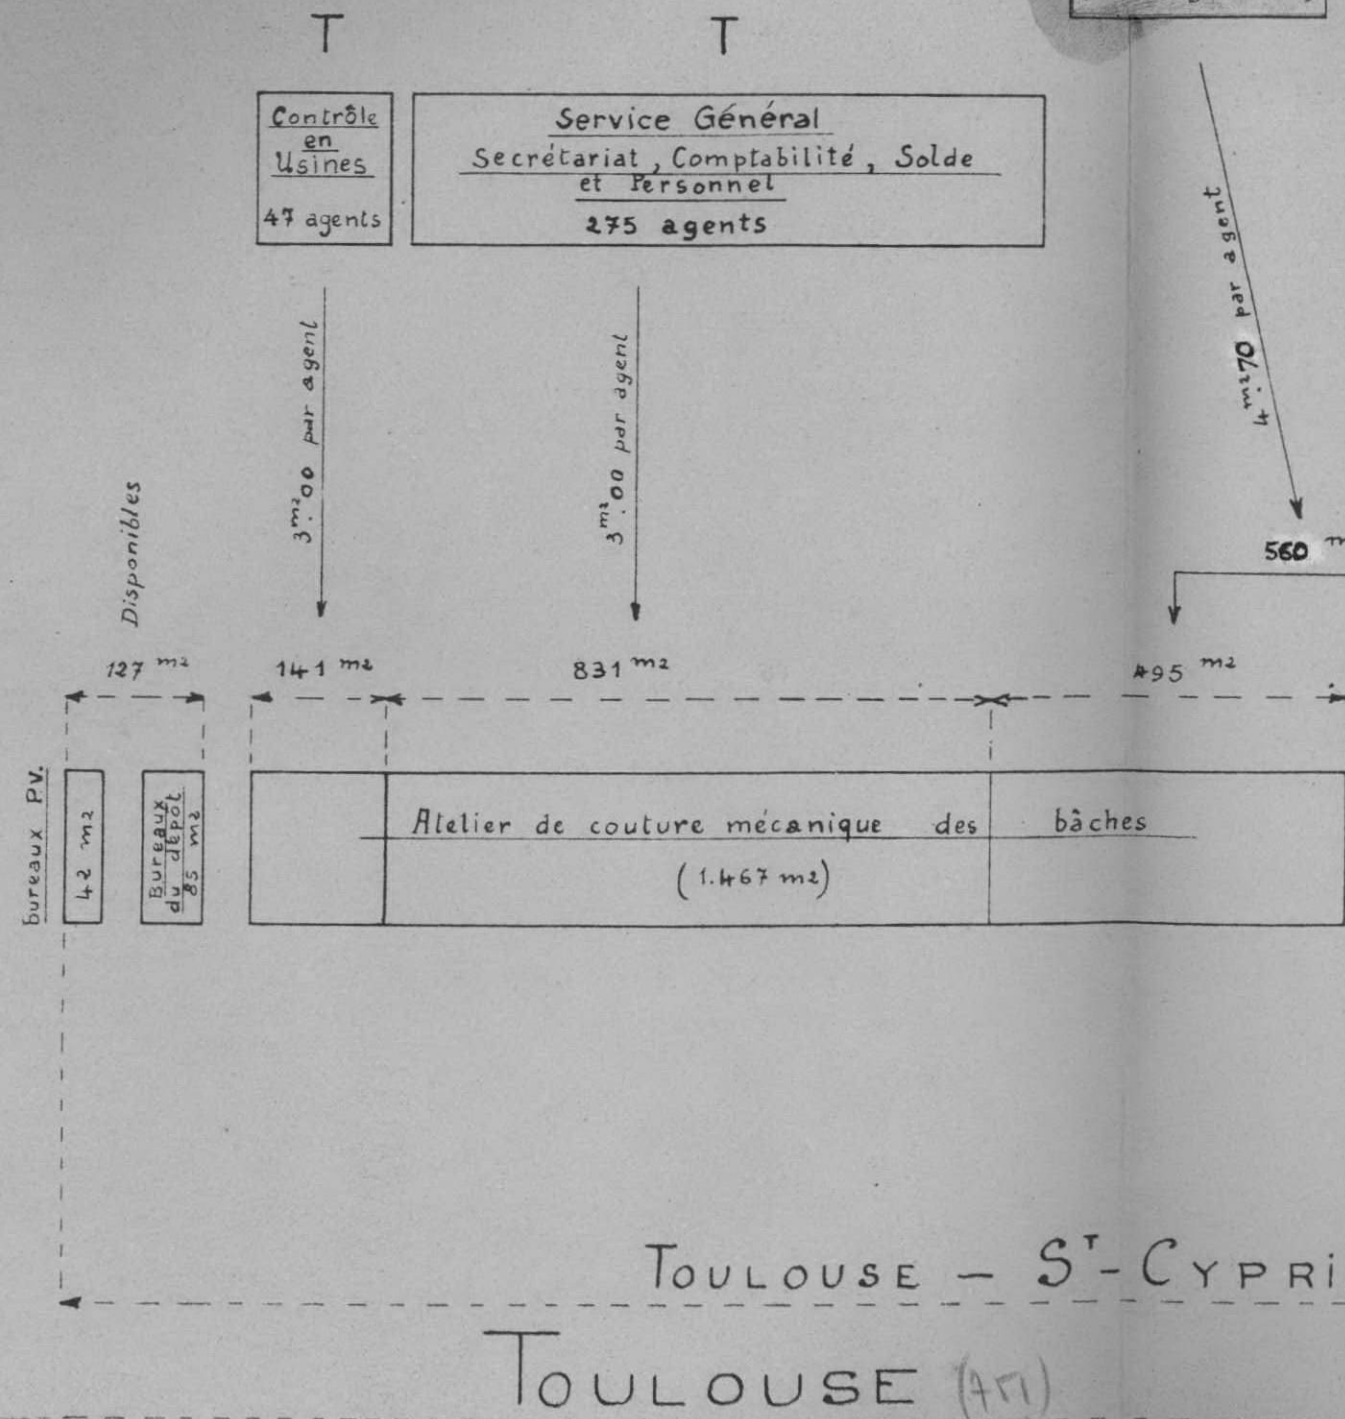 T
T
Contrôle
en
Usines
47 agents
Service Général
Secrétariat, Comptabilité, Solde
et Personnel
275 agents
3m2.00 par agent
3m2.00 par agent
4m2.70 par agent
Disponibles
560 m
127 m2
141 m2
831 m2
495 m2
bureaux P.V.
42 m2
Bureaux
du dépôt
85 m2
Atelier de couture mécanique des bâches
(1.467 m2)
TOULOUSE - ST-CYPRI
TOULOUSE